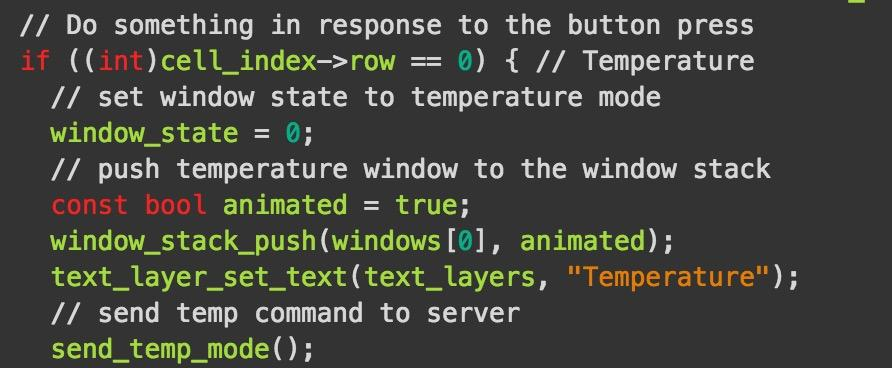 // Do something in response to the button press
if ((int)cell_index->row == 0) { // Temperature
// set window state to temperature mode
window_state = 0;
// push temperature window to the window stack
const bool animated = true;
window_stack_push(windows[0], animated);
text_layer_set_text(text_layers, "Temperature");
// send temp command to server
send_temp_mode();